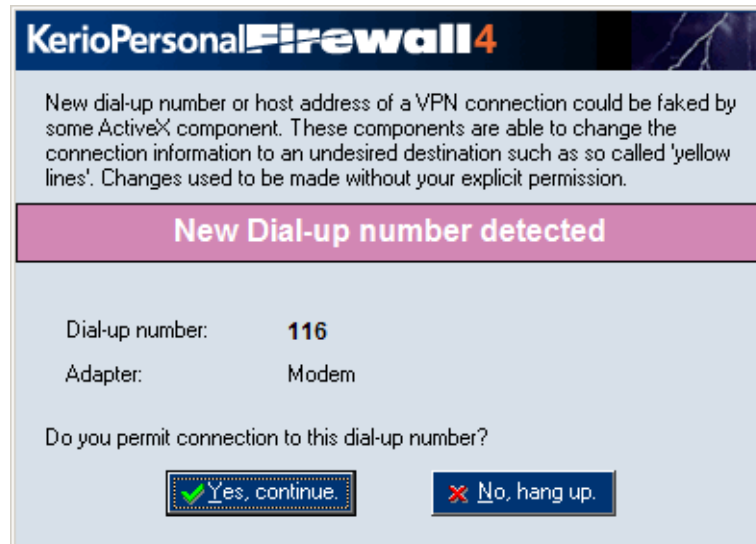 KerioPersonalFirewall4
New dial-up number or host address of a VPN connection could be faked by
some ActiveX component. These components are able to change the
connection information to an undesired destination such as so called 'yellow
lines'. Changes used to be made without your explicit permission.
New Dial-up number detected
Dial-up number: 116
Adapter: Modem
Do you permit connection to this dial-up number?
Yes, continue. No, hang up.